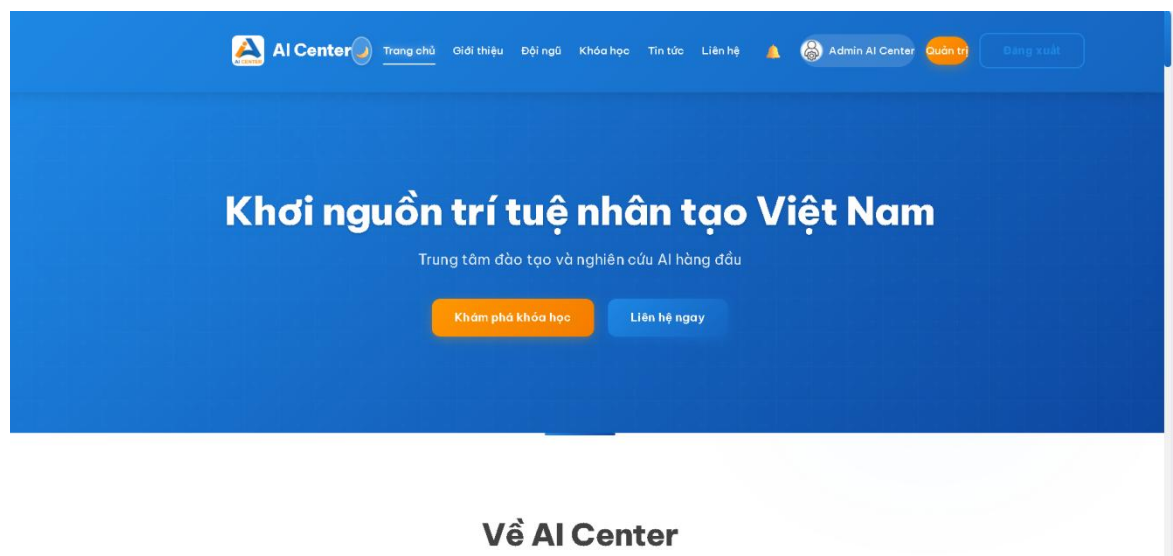 AI CENTER
AI Center Trang chủ Giới thiệu Đội ngũ Khóa học Tin tức Liên hệ Admin AI Center Quản trị Đăng xuất
Khơi nguồn trí tuệ nhân tạo Việt Nam
Trung tâm đào tạo và nghiên cứu AI hàng đầu
Khám phá khóa học Liên hệ ngay
Về AI Center